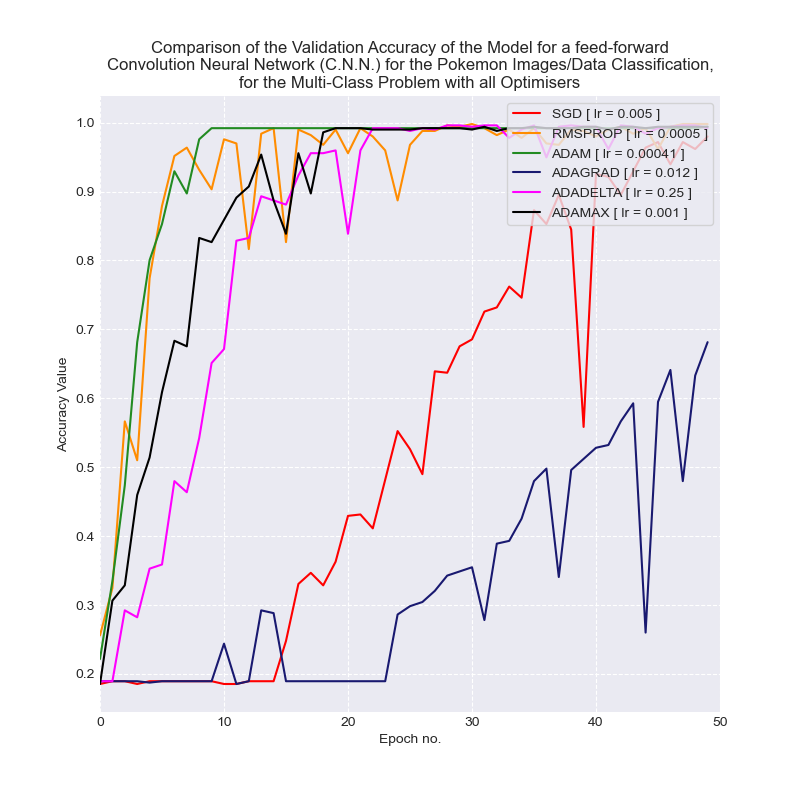 Comparison of the Validation Accuracy of the Model for a feed-forward
Convolution Neural Network (C.N.N.) for the Pokemon Images/Data Classification,
for the Multi-Class Problem with all Optimisers
SGD [ lr = 0.005 ]
RMSPROP [ lr = 0.0005 ]
ADAM [ lr = 0.00041 ]
ADAGRAD [ lr = 0.012 ]
ADADELTA [ lr = 0.25 ]
ADAMAX [ lr = 0.001 ]
Accuracy Value
1.0
0.9
0.8
0.7
0.6
0.5
0.4
0.3
0.2
0
10
20
30
40
50
Epoch no.